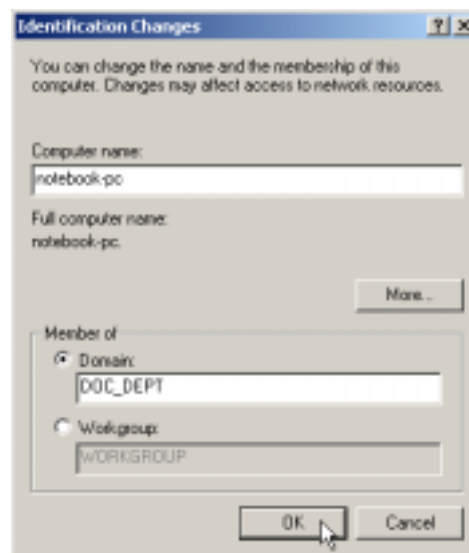 Identification Changes
You can change the name and the membership of this
computer. Changes may affect access to network resources.
Computer name:
notebook-pc
Full computer name:
notebook-pc.
More...
Member of
Domain:
DOC_DEPT
Workgroup:
WORKGROUP
OK Cancel